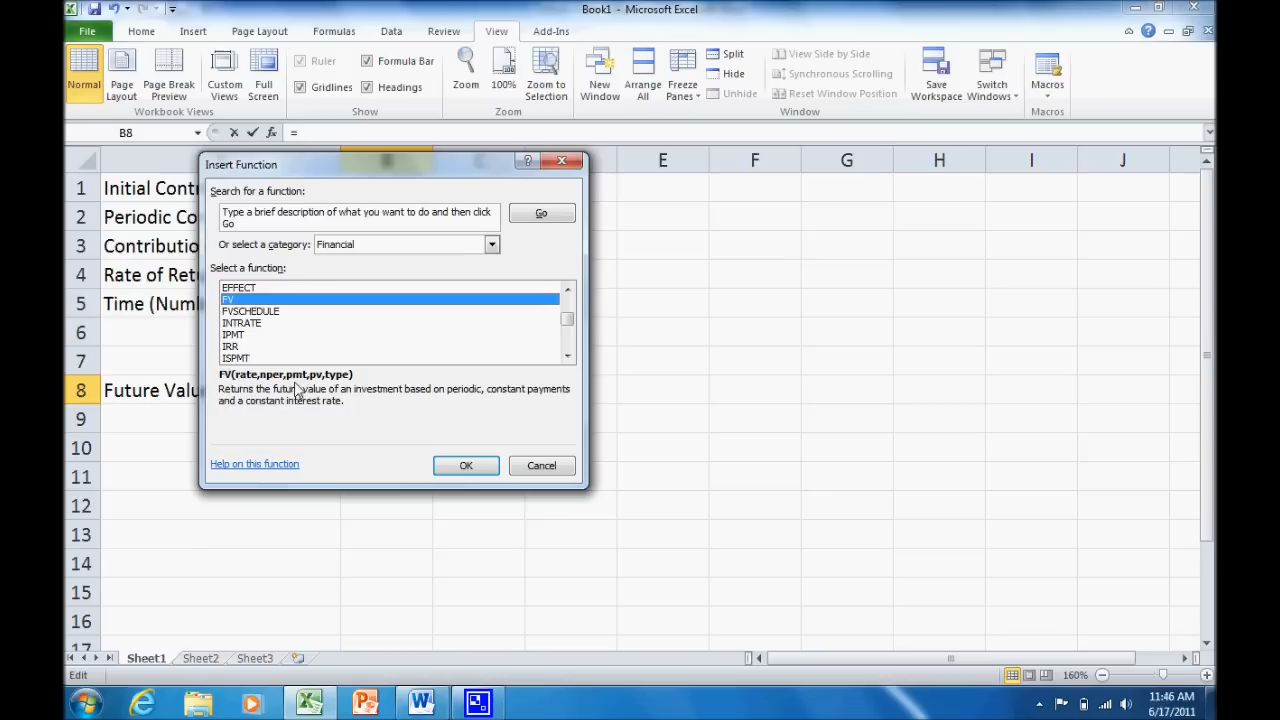 Book1 - Microsoft Excel
File Home Insert Page Layout Formulas Data Review View Add-Ins
Normal
Page Layout
Page Break Preview
Custom Views
Full Screen
Workbook Views
Ruler
Formula Bar
Gridlines
Headings
Show
Zoom
100%
Zoom to Selection
Zoom
New Window
Arrange All
Freeze Panes
Split
Hide
Unhide
View Side by Side
Synchronous Scrolling
Reset Window Position
Window
Save Workspace
Switch Windows
Macros
Macros
B8 fx =
E F G H I J
1 Initial Cont
2 Periodic Co
3 Contributio
4 Rate of Ret
5 Time (Num
6
7
8 Future Valu
9
10
11
12
13
14
15
16
17
Insert Function
Search for a function:
Type a brief description of what you want to do and then click
Go
Go
Or select a category: Financial
Select a function:
EFFECT
FV
FVSCHEDULE
INTRATE
IPMT
IRR
ISPMT
FV(rate,nper,pmt,pv,type)
Returns the future value of an investment based on periodic, constant payments
and a constant interest rate.
Help on this function
OK
Cancel
Sheet1 Sheet2 Sheet3
Edit
160%
11:46 AM
6/17/2011